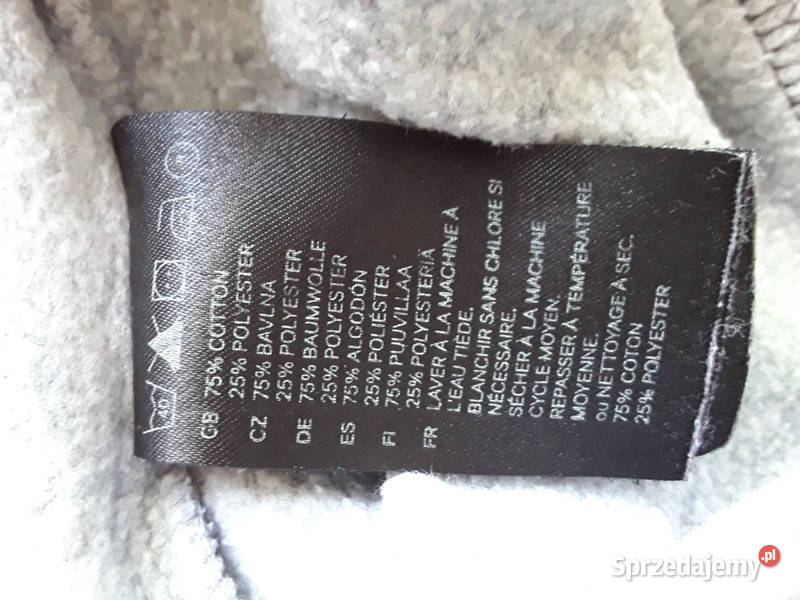 40
GB 75% COTTON
25% POLYESTER
CZ 75% BAVLNA
25% POLYESTER
DE 75% BAUMWOLLE
25% POLYESTER
ES 75% ALGODÓN
25% POLIÉSTER
FI 75% PUUVILLAA
25% POLYESTERIÄ
FR LAVER À LA MACHINE À
L'EAU TIÈDE.
BLANCHIR SANS CHLORE SI
NÉCESSAIRE.
SÉCHER À LA MACHINE
CYCLE MOYEN.
REPASSER À TEMPÉRATURE
MOYENNE.
OU NETTOYAGE À SEC.
75% COTON
25% POLYESTER
Sprzedajemy.pl